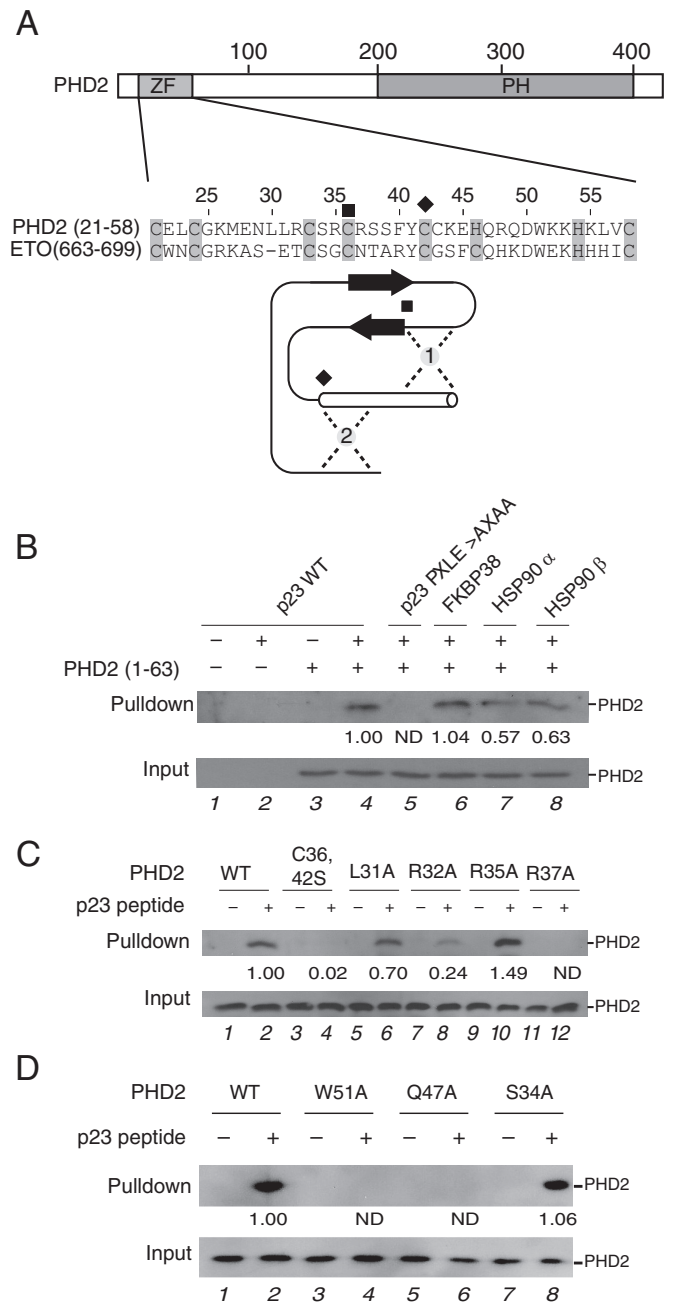 A
100 200 300 400
PHD2 ZF PH
25 30 35 40 45 50 55
PHD2 (21-58) CELCGKMENLLRCSRCRSSFYCCKEHQRQDWKKHKLVC
ETO(663-699) CWNCGRKAS-ETCSGCNTARYCGSFCQHKDWEKHHHIC
1
2
B
p23 WT p23 PXLE >AXAA FKBP38 HSP90 α HSP90 β
− + − + + + + +
PHD2 (1-63) − − + + + + + +
Pulldown -PHD2
1.00 ND 1.04 0.57 0.63
Input -PHD2
1 2 3 4 5 6 7 8
C
PHD2 WT C36, 42S L31A R32A R35A R37A
p23 peptide − + − + − + − + − + − +
Pulldown -PHD2
1.00 0.02 0.70 0.24 1.49 ND
Input -PHD2
1 2 3 4 5 6 7 8 9 10 11 12
D
PHD2 WT W51A Q47A S34A
p23 peptide − + − + − + − +
Pulldown -PHD2
1.00 ND ND 1.06
Input -PHD2
1 2 3 4 5 6 7 8